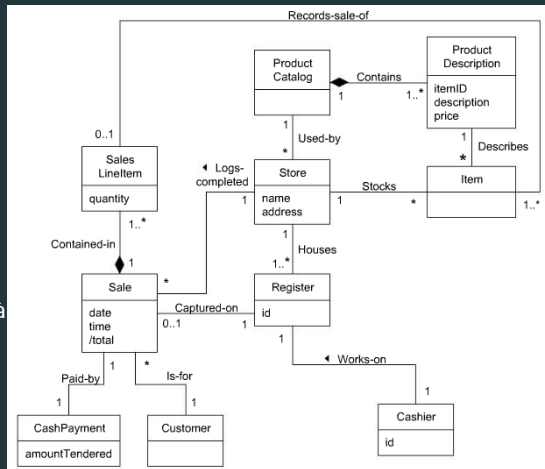 Records-sale-of
Product
Catalog
1
Contains
1..*
Product
Description
itemID
description
price
1
Used-by
*
1
Describes
*
0..1
Sales
LineItem
quantity
1..*
Logs-
completed
1
*
Store
name
address
1
Stocks
*
Item
1..*
Contained-in
1
1
Houses
1..*
Sale
date
time
/total
Captured-on
0..1
1
Register
id
à
1
Paid-by
1
*
Is-for
1
1
Works-on
1
CashPayment
amountTendered
Customer
Cashier
id